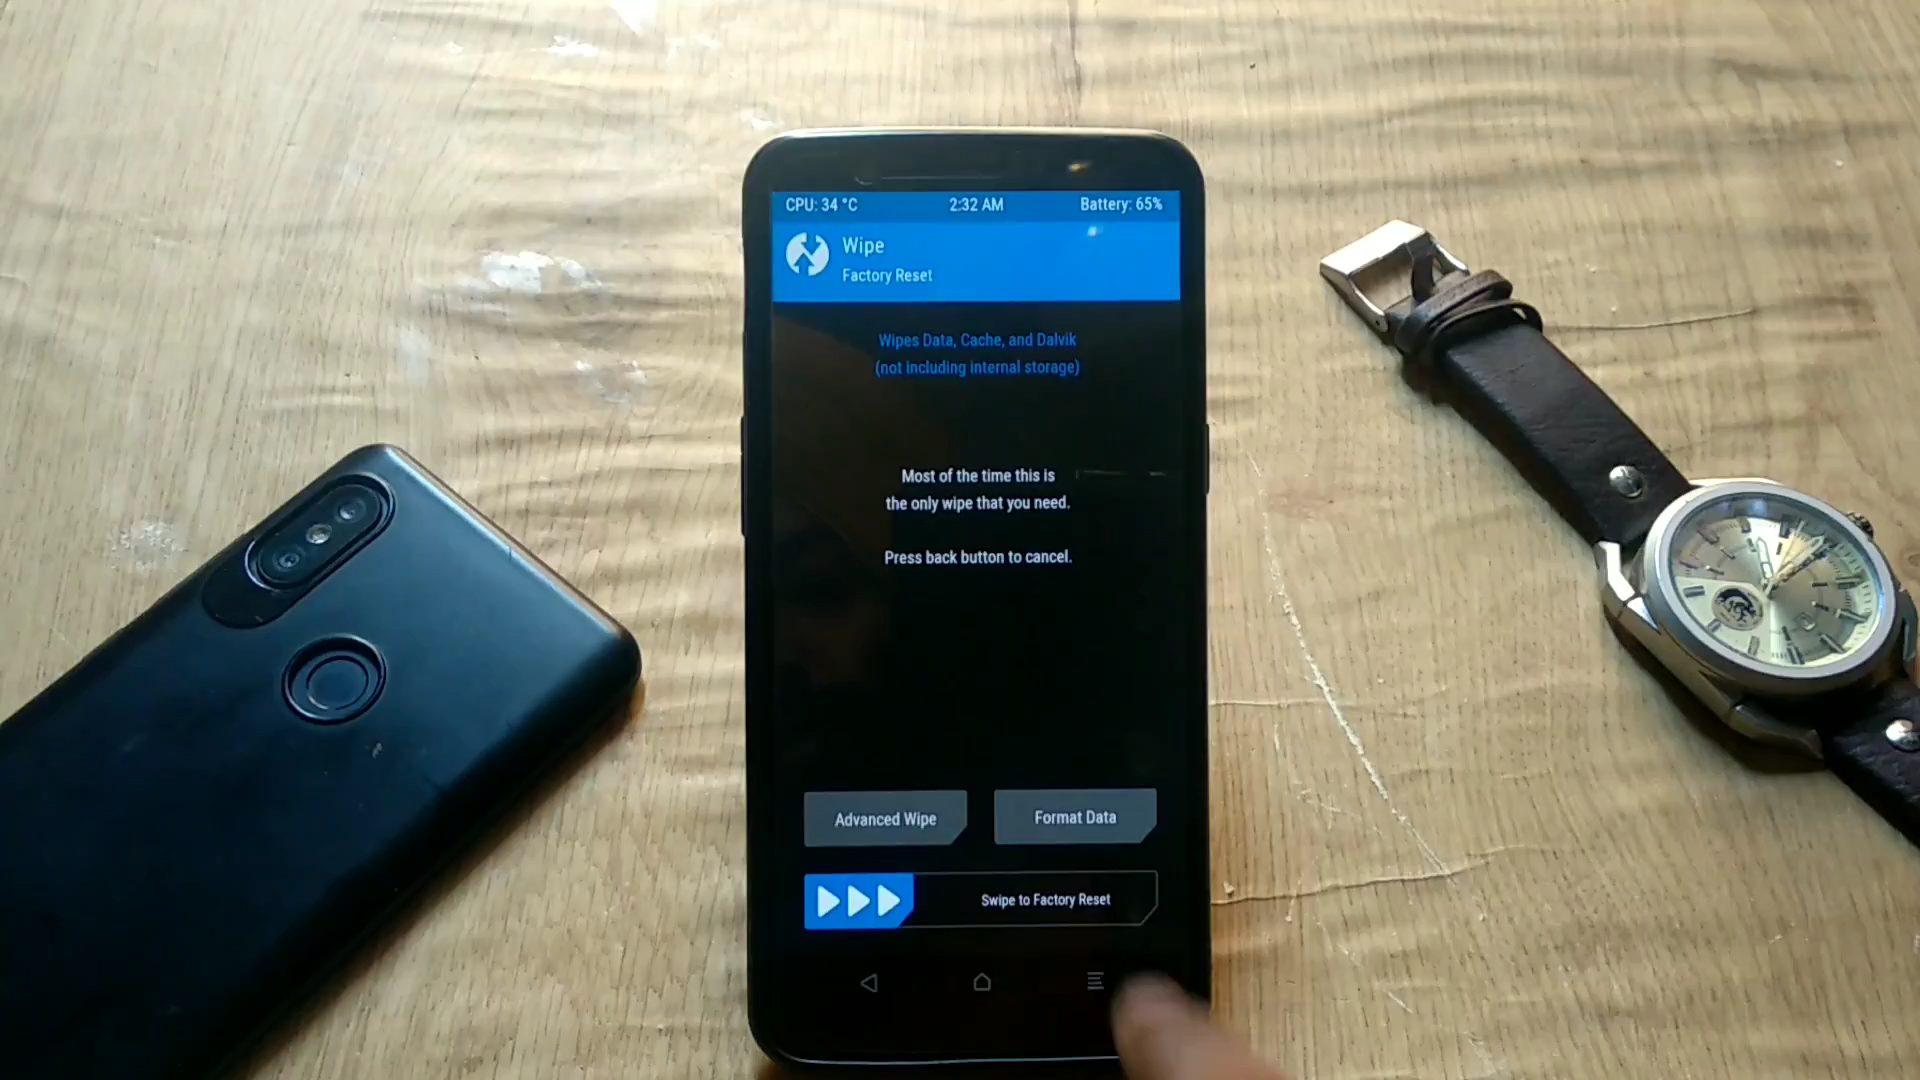 CPU: 34 °C 2:32 AM Battery: 65%
Wipe
Factory Reset
Wipes Data, Cache, and Dalvik
(not including internal storage)
Most of the time this is
the only wipe that you need.
Press back button to cancel.
Advanced Wipe Format Data
Swipe to Factory Reset